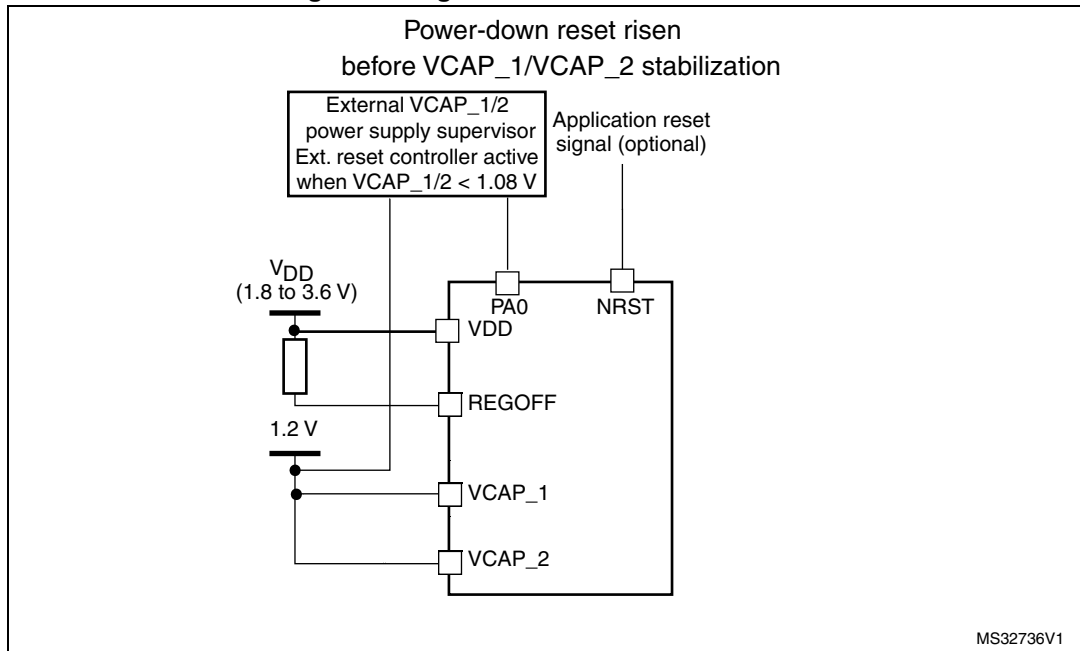 Power-down reset risen
before VCAP_1/VCAP_2 stabilization
External VCAP_1/2
power supply supervisor
Ext. reset controller active
when VCAP_1/2 < 1.08 V
Application reset
signal (optional)
VDD
(1.8 to 3.6 V)
PA0
NRST
VDD
REGOFF
1.2 V
VCAP_1
VCAP_2
MS32736V1